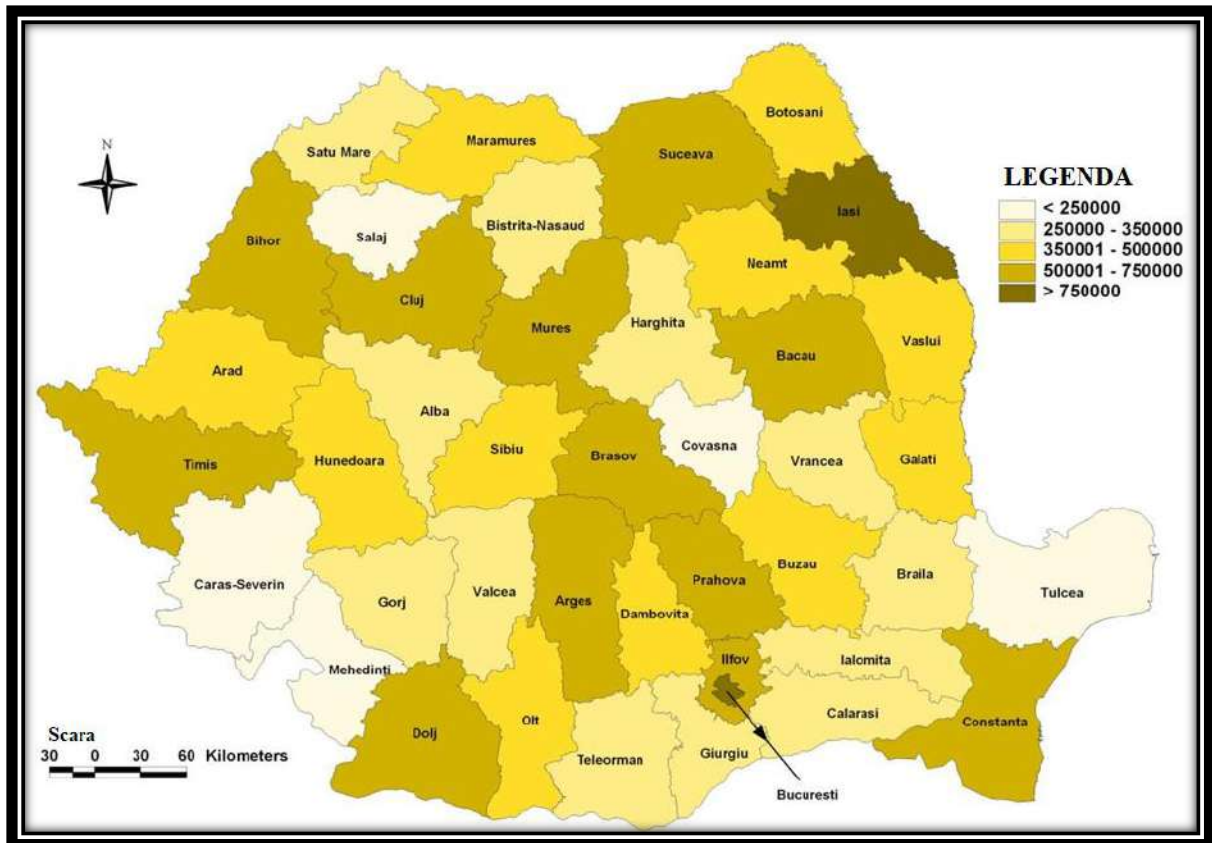 N
Botosani
Maramures
Satu Mare
Suceava
LEGENDA
< 250000
250000 - 350000
350001 - 500000
500001 - 750000
> 750000
Iasi
Bistrita-Nasaud
Salaj
Bihor
Neamt
Cluj
Harghita
Mures
Vaslui
Bacau
Arad
Alba
Covasna
Sibiu
Brasov
Vrancea
Galati
Timis
Hunedoara
Caras-Severin
Gorj
Valcea
Arges
Dambovita
Prahova
Buzau
Braila
Tulcea
Mehedinti
Ilfov
Ialomita
Calarasi
Constanta
Dolj
Olt
Teleorman
Giurgiu
Bucuresti
Scara
30 0 30 60 Kilometers